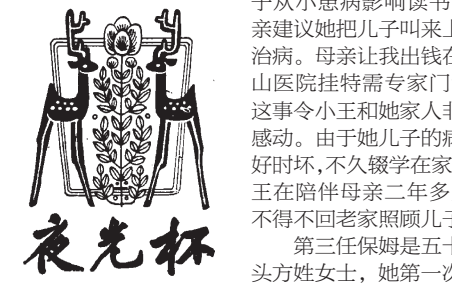 夜光杯
子从小患病影响读书
亲建议她把儿子叫来上
治病。母亲让我出钱在
山医院挂特需专家门
这事令小王和她家人非
感动。由于她儿子的病
好时坏,不久辍学在家
王在陪伴母亲二年多
不得不回老家照顾儿子
第三任保姆是五十
头方姓女士，她第一次